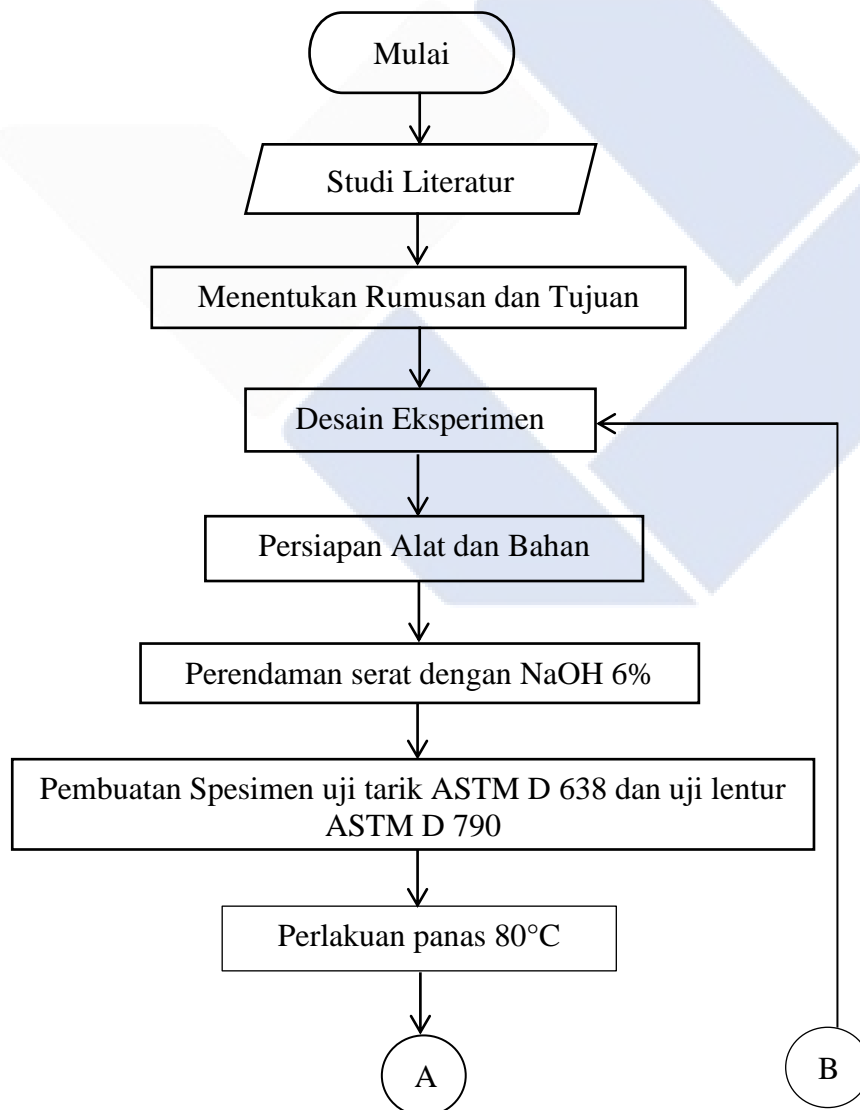 Mulai
Studi Literatur
Menentukan Rumusan dan Tujuan
Desain Eksperimen
Persiapan Alat dan Bahan
Perendaman serat dengan NaOH 6%
Pembuatan Spesimen uji tarik ASTM D 638 dan uji lentur
ASTM D 790
Perlakuan panas 80°C
A
B